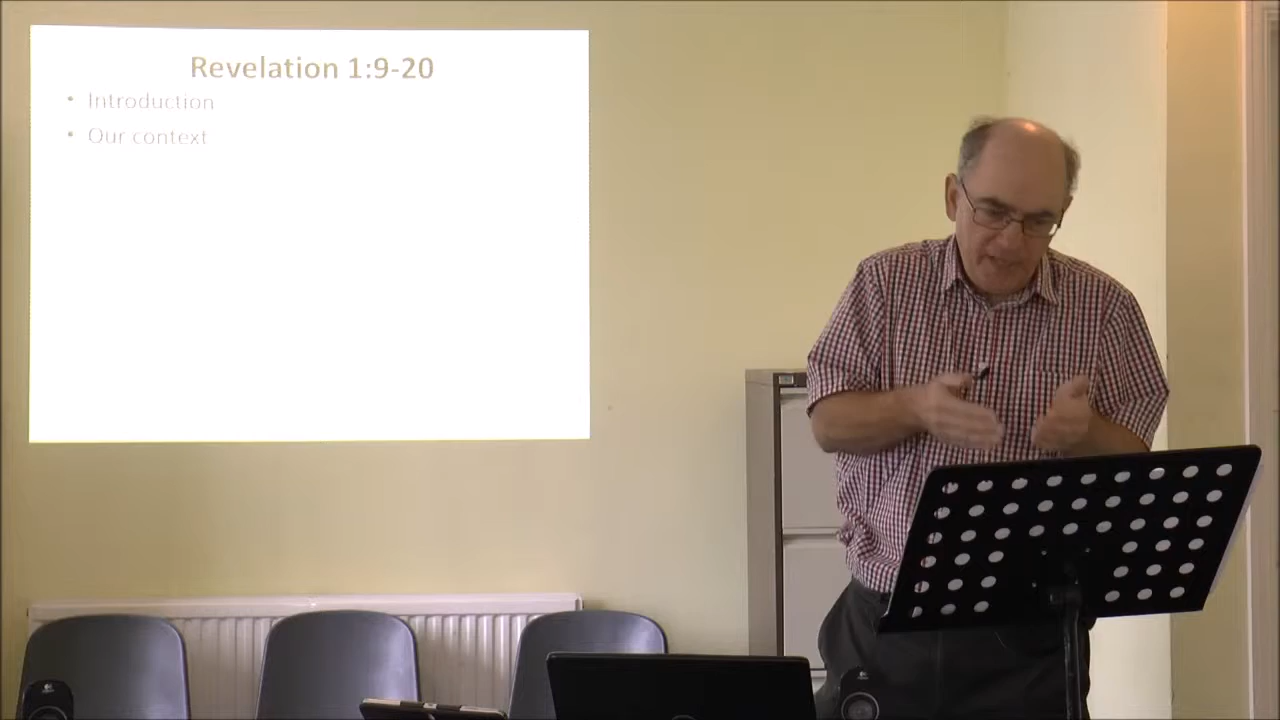 Revelation 1:9-20
• Introduction
• Our context